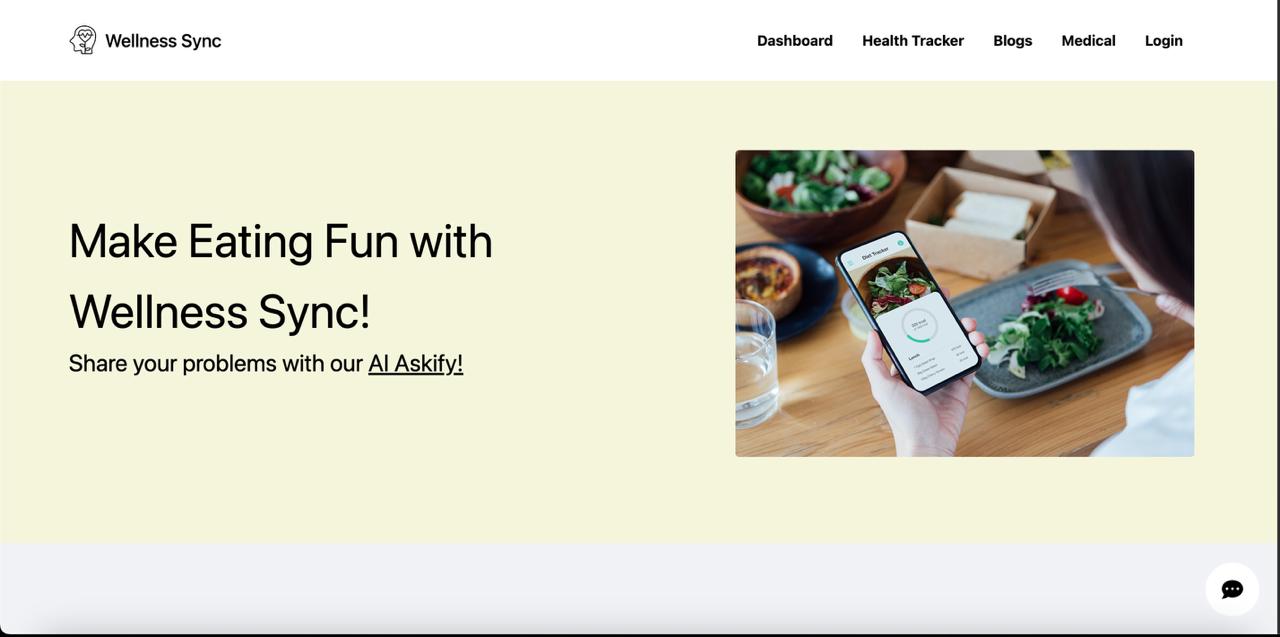 Wellness Sync
Dashboard Health Tracker Blogs Medical Login
Make Eating Fun with
Wellness Sync!
Share your problems with our AI Askify!
Diet Tracker
Lunch